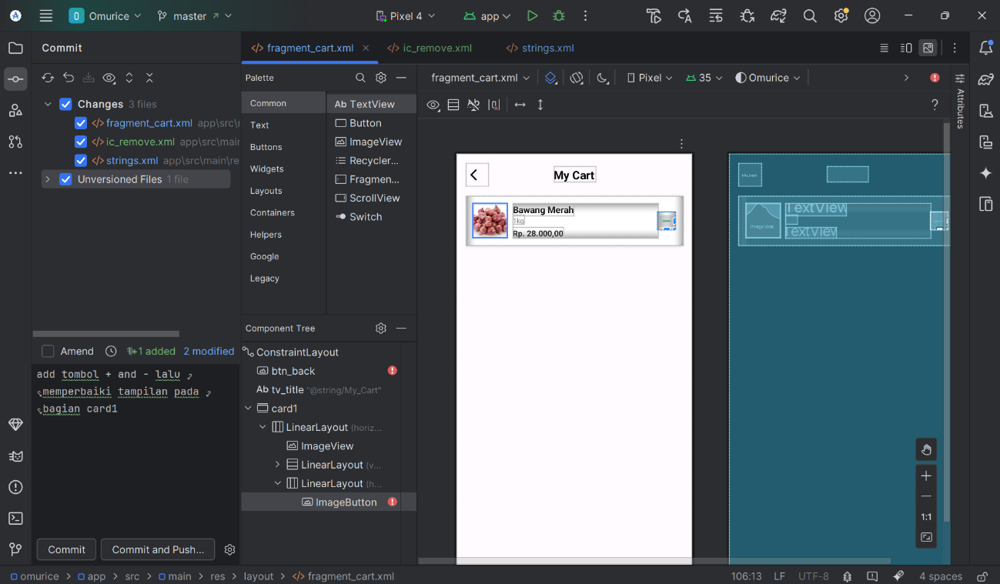 O Omurice master Pixel 4 app
Commit
fragment_cart.xml ic_remove.xml strings.xml
Palette
fragment_cart.xml Pixel 35 Omurice
Changes 3 files
fragment_cart.xml app\src\
ic_remove.xml app\src\main
strings.xml app\src\main\re
Unversioned Files 1 file
Common
Text
Buttons
Widgets
Layouts
Containers
Helpers
Google
Legacy
Ab TextView
Button
ImageView
Recycler...
Fragmen...
ScrollView
Switch
?
Attributes
My Cart
Bawang Merah
1kg
Rp. 28.000,00
btn_back
ImageView
TextView
TextView
Amend 1+1 added 2 modified
add tombol + and - lalu
memperbaiki tampilan pada
bagian card1
Component Tree
ConstraintLayout
btn_back
Ab tv_title "@string/My_Cart"
card1
LinearLayout (horiz...
ImageView
LinearLayout (v...
LinearLayout (h...
ImageButton
1:1
Commit Commit and Push...
omurice > app > src > main > res > layout > fragment_cart.xml 106:13 LF UTF-8 4 spaces